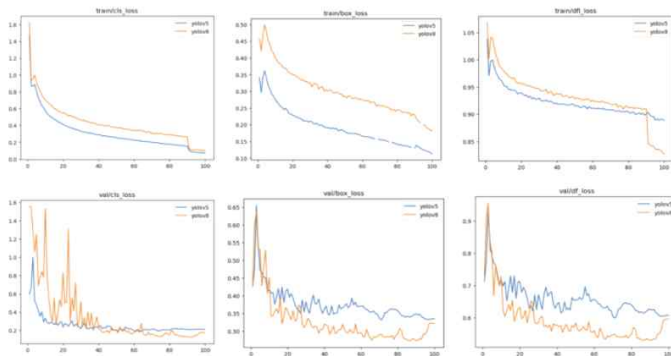 train/cls_loss
1.6
1.4
1.2
1.0
0.8
0.6
0.4
0.2
0.0
0 20 40 60 80 100
yolov5
yolov8
train/box_loss
0.50
0.45
0.40
0.35
0.30
0.25
0.20
0.15
0.10
0 20 40 60 80 100
yolov5
yolov8
train/dfl_loss
1.05
1.00
0.95
0.90
0.85
0 20 40 60 80 100
yolov5
yolov8
val/cls_loss
1.6
1.4
1.2
1.0
0.8
0.6
0.4
0.2
0 20 40 60 80 100
yolov5
yolov8
val/box_loss
0.65
0.60
0.55
0.50
0.45
0.40
0.35
0.30
0 20 40 60 80 100
yolov5
yolov8
val/df_loss
0.9
0.8
0.7
0.6
0 20 40 60 80 100
yolov5
yolov8